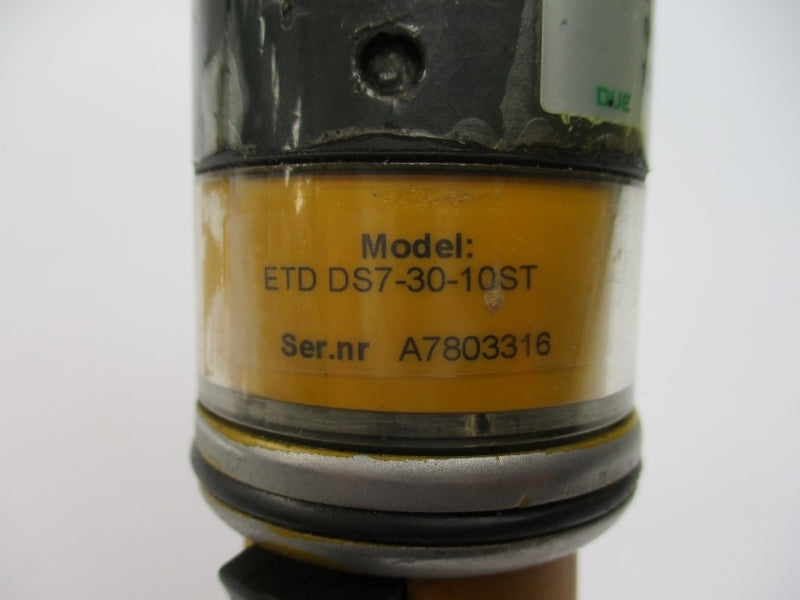 DUE
Model:
ETD DS7-30-10ST
Ser.nr A7803316